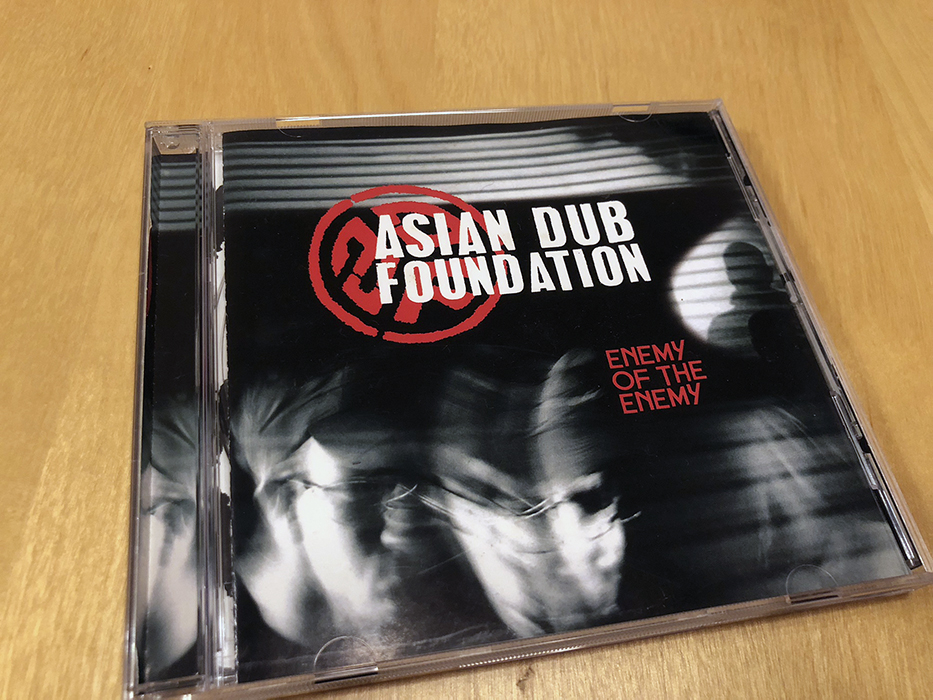 ASIAN DUB
FOUNDATION
ENEMY
OF THE
ENEMY